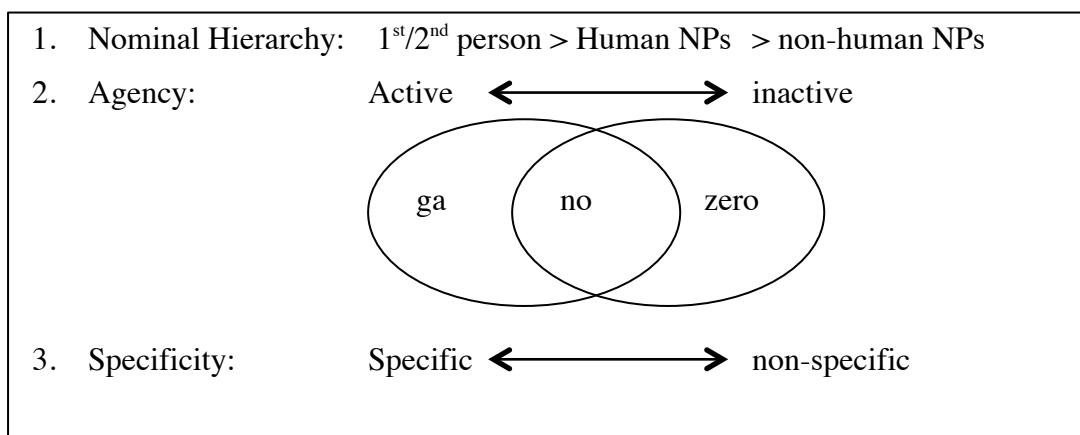 1. Nominal Hierarchy: 1st/2nd person > Human NPs > non-human NPs
2. Agency: Active inactive
ga no zero
3. Specificity: Specific non-specific